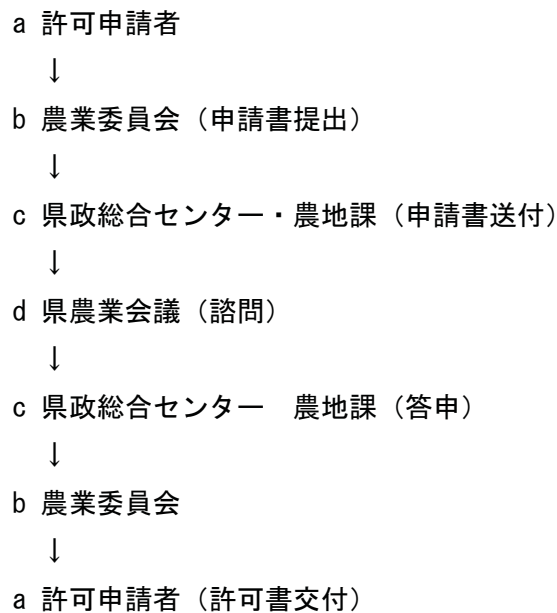 a 許可申請者
↓
b 農業委員会（申請書提出）
↓
c 県政総合センター・農地課（申請書送付）
↓
d 県農業会議（諮問）
↓
c 県政総合センター　農地課（答申）
↓
b 農業委員会
↓
a 許可申請者（許可書交付）